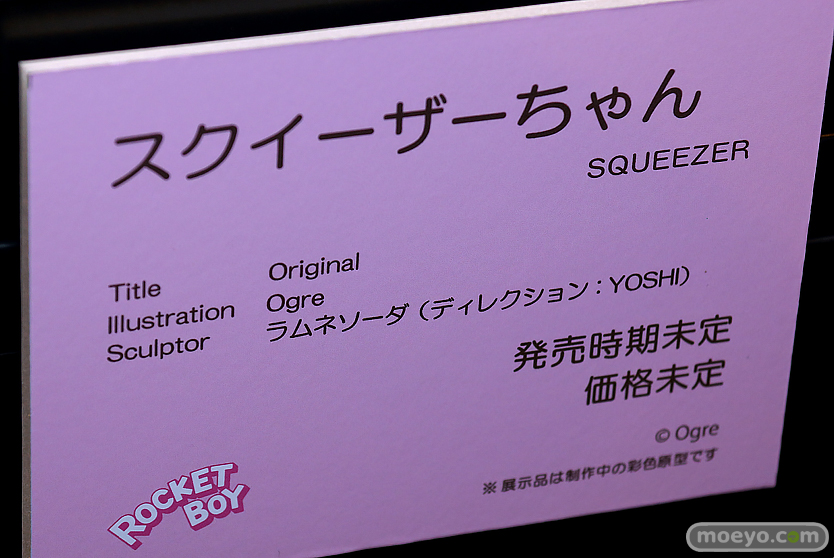 スクイーザーちゃん
SQUEEZER
Title Original
Illustration Ogre
Sculptor ラムネソーダ（ディレクション：YOSHI）
発売時期未定
価格未定
© Ogre
※展示品は制作中の彩色原型です
ROCKET
BOY
moeyo.com